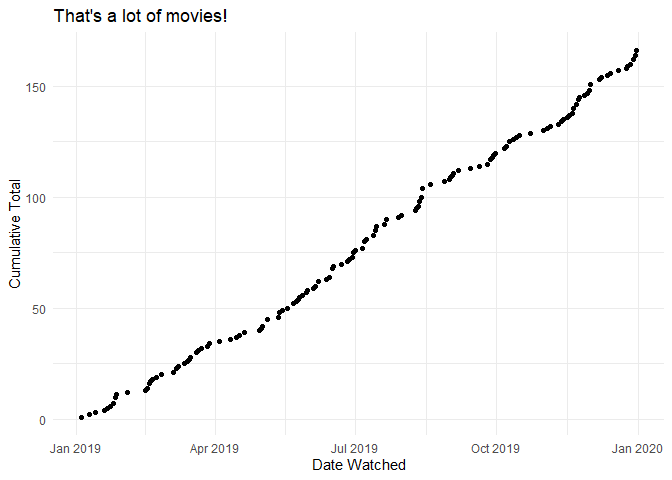 That's a lot of movies!
150
100
50
0
Cumulative Total
Jan 2019
Apr 2019
Jul 2019
Oct 2019
Jan 2020
Date Watched